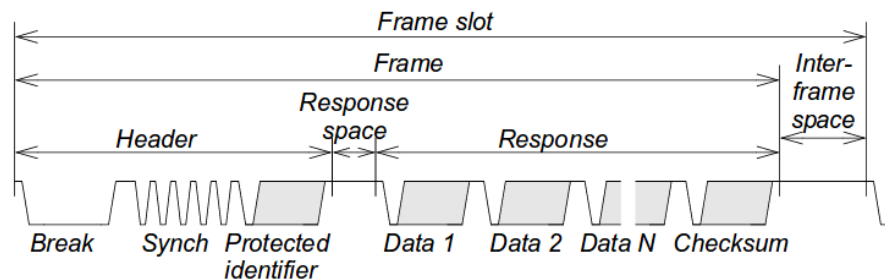 Frame slot
Frame
Inter-
frame
space
Response
space
Header
Response
Break
Synch
Protected
identifier
Data 1
Data 2
Data N
Checksum